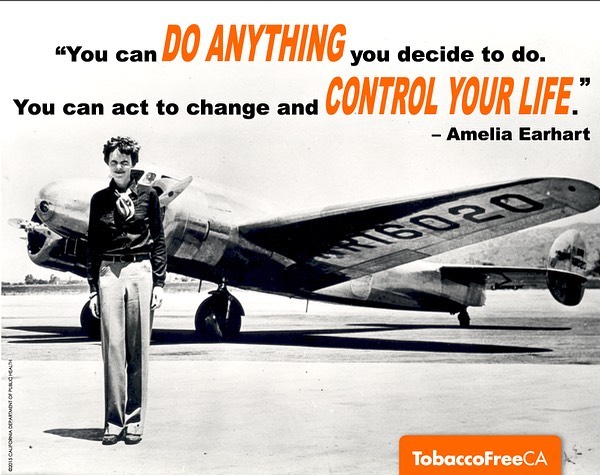 “You can DO ANYTHING you decide to do.
You can act to change and CONTROL YOUR LIFE.”
– Amelia Earhart
NR16020
©2015 CALIFORNIA DEPARTMENT OF PUBLIC HEALTH
TobaccoFreeCA